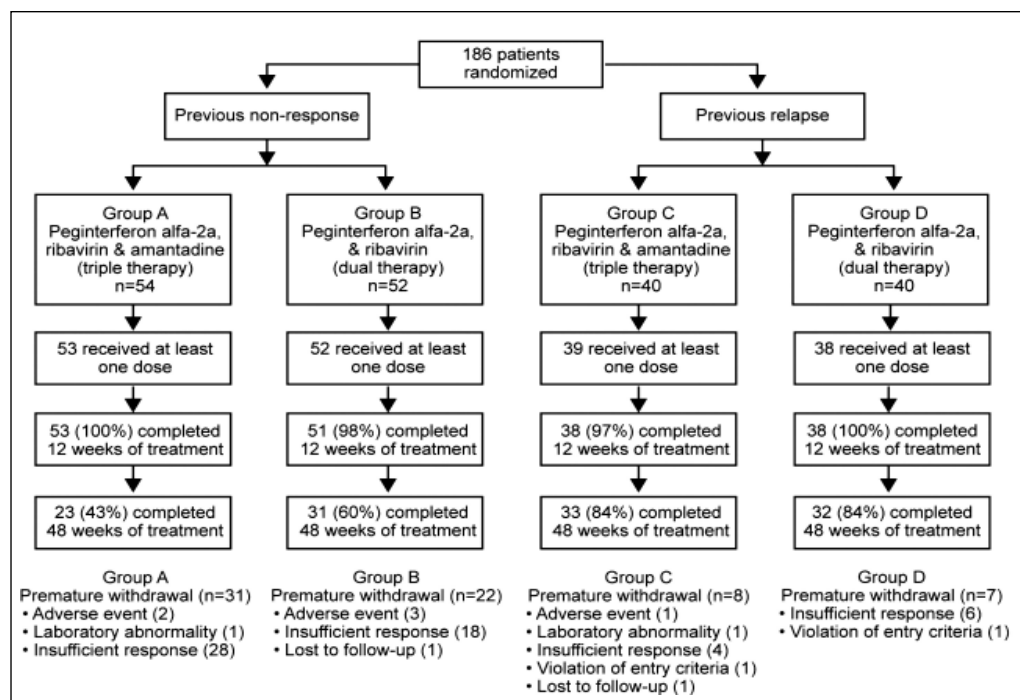 186 patients
randomized
Previous non-response
Previous relapse
Group A
Peginterferon alfa-2a,
ribavirin & amantadine
(triple therapy)
n=54
Group B
Peginterferon alfa-2a,
& ribavirin
(dual therapy)
n=52
Group C
Peginterferon alfa-2a,
ribavirin & amantadine
(triple therapy)
n=40
Group D
Peginterferon alfa-2a,
& ribavirin
(dual therapy)
n=40
53 received at least
one dose
52 received at least
one dose
39 received at least
one dose
38 received at least
one dose
53 (100%) completed
12 weeks of treatment
51 (98%) completed
12 weeks of treatment
38 (97%) completed
12 weeks of treatment
38 (100%) completed
12 weeks of treatment
23 (43%) completed
48 weeks of treatment
31 (60%) completed
48 weeks of treatment
33 (84%) completed
48 weeks of treatment
32 (84%) completed
48 weeks of treatment
Group A
Premature withdrawal (n=31)
• Adverse event (2)
• Laboratory abnormality (1)
• Insufficient response (28)
Group B
Premature withdrawal (n=22)
• Adverse event (3)
• Insufficient response (18)
• Lost to follow-up (1)
Group C
Premature withdrawal (n=8)
• Adverse event (1)
• Laboratory abnormality (1)
• Insufficient response (4)
• Violation of entry criteria (1)
• Lost to follow-up (1)
Group D
Premature withdrawal (n=7)
• Insufficient response (6)
• Violation of entry criteria (1)